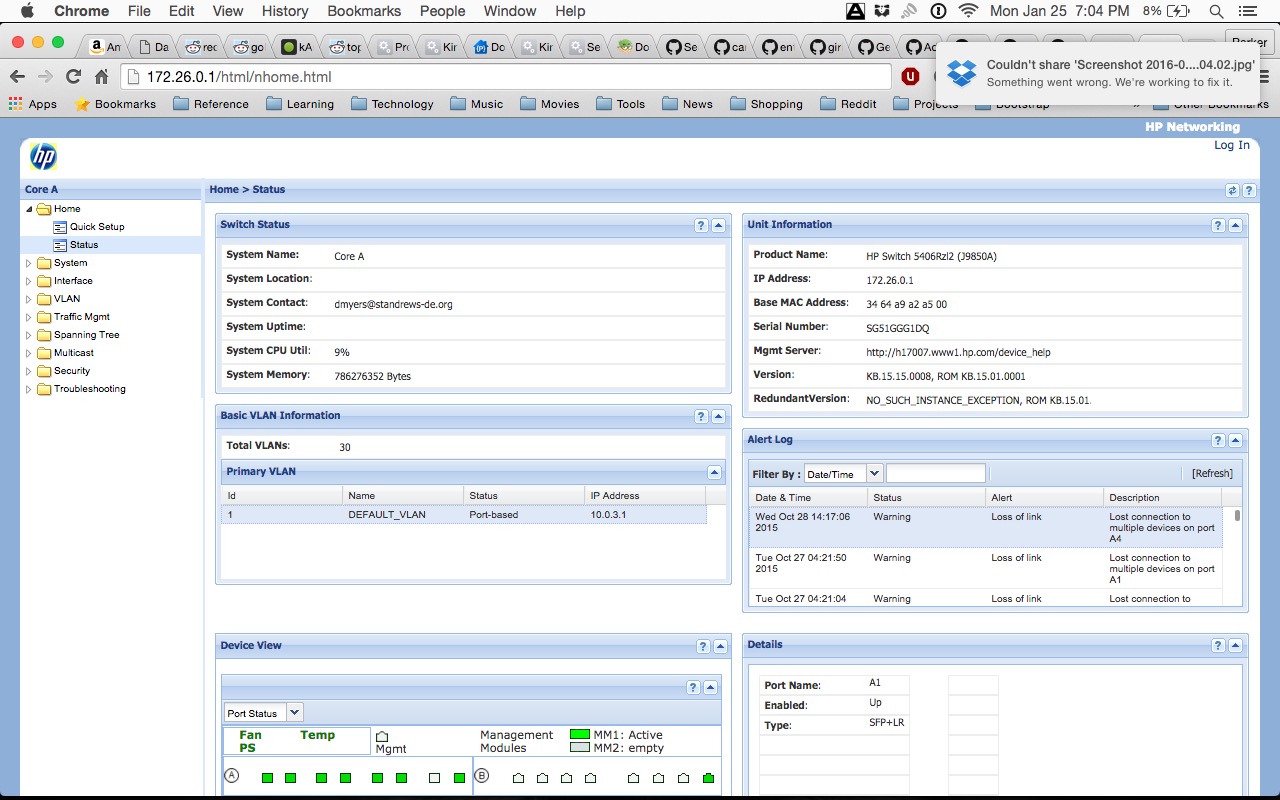 Chrome File Edit View History Bookmarks People Window Help Mon Jan 25 7:04 PM 8%
Da rec go kA top Pro Kir Do Kir Se Do Se ca en gir Ge Ac Parker
172.26.0.1/html/nhome.html
Couldn't share 'Screenshot 2016-0....04.02.jpg'
Something went wrong. We're working to fix it.
Apps Bookmarks Reference Learning Technology Music Movies Tools News Shopping Reddit Projects Bootstrap » Other Bookmarks
HP Networking
hp
Log In
Core A
Home
Quick Setup
Status
System
Interface
VLAN
Traffic Mgmt
Spanning Tree
Multicast
Security
Troubleshooting
Home > Status
Switch Status
System Name: Core A
System Location:
System Contact: dmyers@standrews-de.org
System Uptime:
System CPU Util: 9%
System Memory: 786276352 Bytes
Unit Information
Product Name: HP Switch 5406Rzl2 (J9850A)
IP Address: 172.26.0.1
Base MAC Address: 34 64 a9 a2 a5 00
Serial Number: SG51GGG1DQ
Mgmt Server: http://h17007.www1.hp.com/device_help
Version: KB.15.15.0008, ROM KB.15.01.0001
RedundantVersion: NO_SUCH_INSTANCE_EXCEPTION, ROM KB.15.01.
Basic VLAN Information
Total VLANs: 30
Primary VLAN
Id Name Status IP Address
1 DEFAULT_VLAN Port-based 10.0.3.1
Alert Log
Filter By : Date/Time [Refresh]
Date & Time Status Alert Description
Wed Oct 28 14:17:06 2015 Warning Loss of link Lost connection to multiple devices on port A4
Tue Oct 27 04:21:50 2015 Warning Loss of link Lost connection to multiple devices on port A1
Tue Oct 27 04:21:04 Warning Loss of link Lost connection to
Device View
Port Status
Fan Temp
PS
Mgmt
Management Modules
MM1: Active
MM2: empty
A
B
Details
Port Name: A1
Enabled: Up
Type: SFP+LR